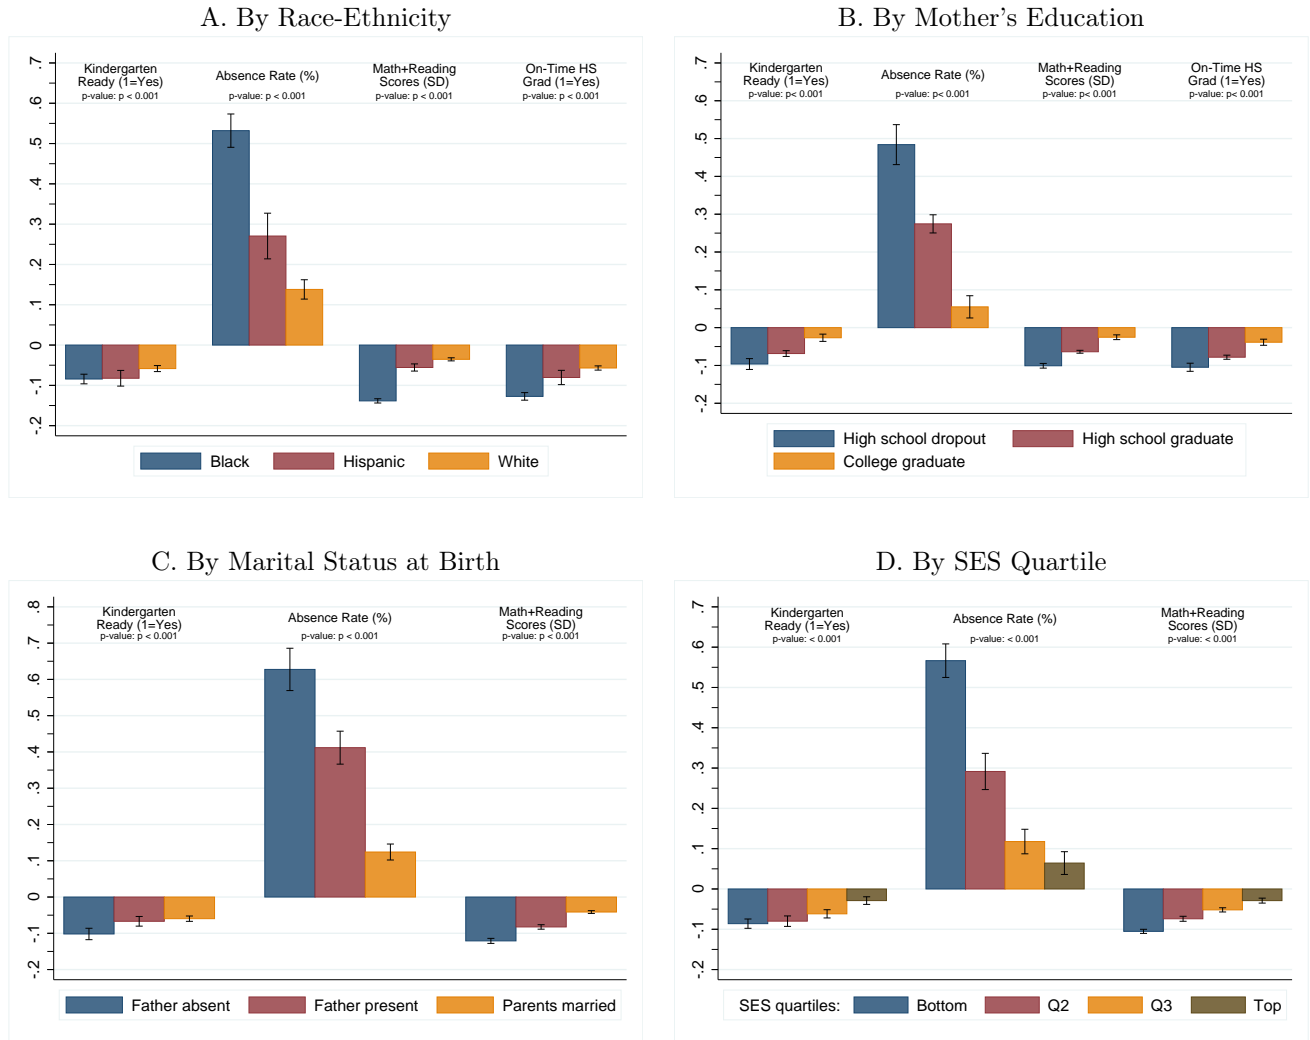 A. By Race-Ethnicity
Kindergarten
Ready (1=Yes)
p-value: p < 0.001
Absence Rate (%)
p-value: p < 0.001
Math+Reading
Scores (SD)
p-value: p < 0.001
On-Time HS
Grad (1=Yes)
p-value: p < 0.001
.7
.6
.5
.4
.3
.2
.1
0
-.1
-.2
Black
Hispanic
White
B. By Mother's Education
Kindergarten
Ready (1=Yes)
p-value: p< 0.001
Absence Rate (%)
p-value: p< 0.001
Math+Reading
Scores (SD)
p-value: p< 0.001
On-Time HS
Grad (1=Yes)
p-value: p< 0.001
.7
.6
.5
.4
.3
.2
.1
0
-.1
-.2
High school dropout
High school graduate
College graduate
C. By Marital Status at Birth
Kindergarten
Ready (1=Yes)
p-value: p < 0.001
Absence Rate (%)
p-value: p < 0.001
Math+Reading
Scores (SD)
p-value: p < 0.001
.8
.7
.6
.5
.4
.3
.2
.1
0
-.1
-.2
Father absent
Father present
Parents married
D. By SES Quartile
Kindergarten
Ready (1=Yes)
p-value: < 0.001
Absence Rate (%)
p-value: < 0.001
Math+Reading
Scores (SD)
p-value: < 0.001
.7
.6
.5
.4
.3
.2
.1
0
-.1
-.2
SES quartiles:
Bottom
Q2
Q3
Top